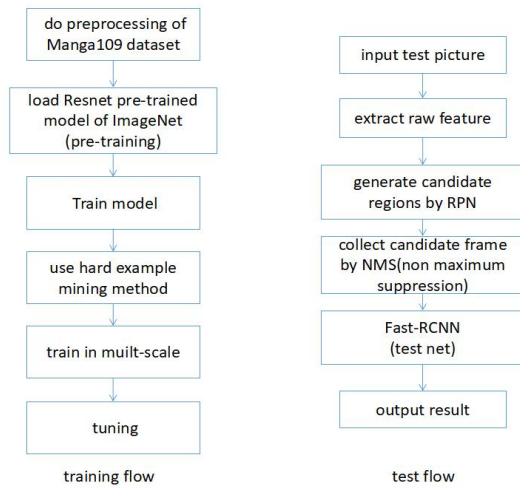 do preprocessing of
Manga109 dataset
load Resnet pre-trained
model of ImageNet
(pre-training)
Train model
use hard example
mining method
train in muilt-scale
tuning
training flow
input test picture
extract raw feature
generate candidate
regions by RPN
collect candidate frame
by NMS(non maximum
suppression)
Fast-RCNN
(test net)
output result
test flow